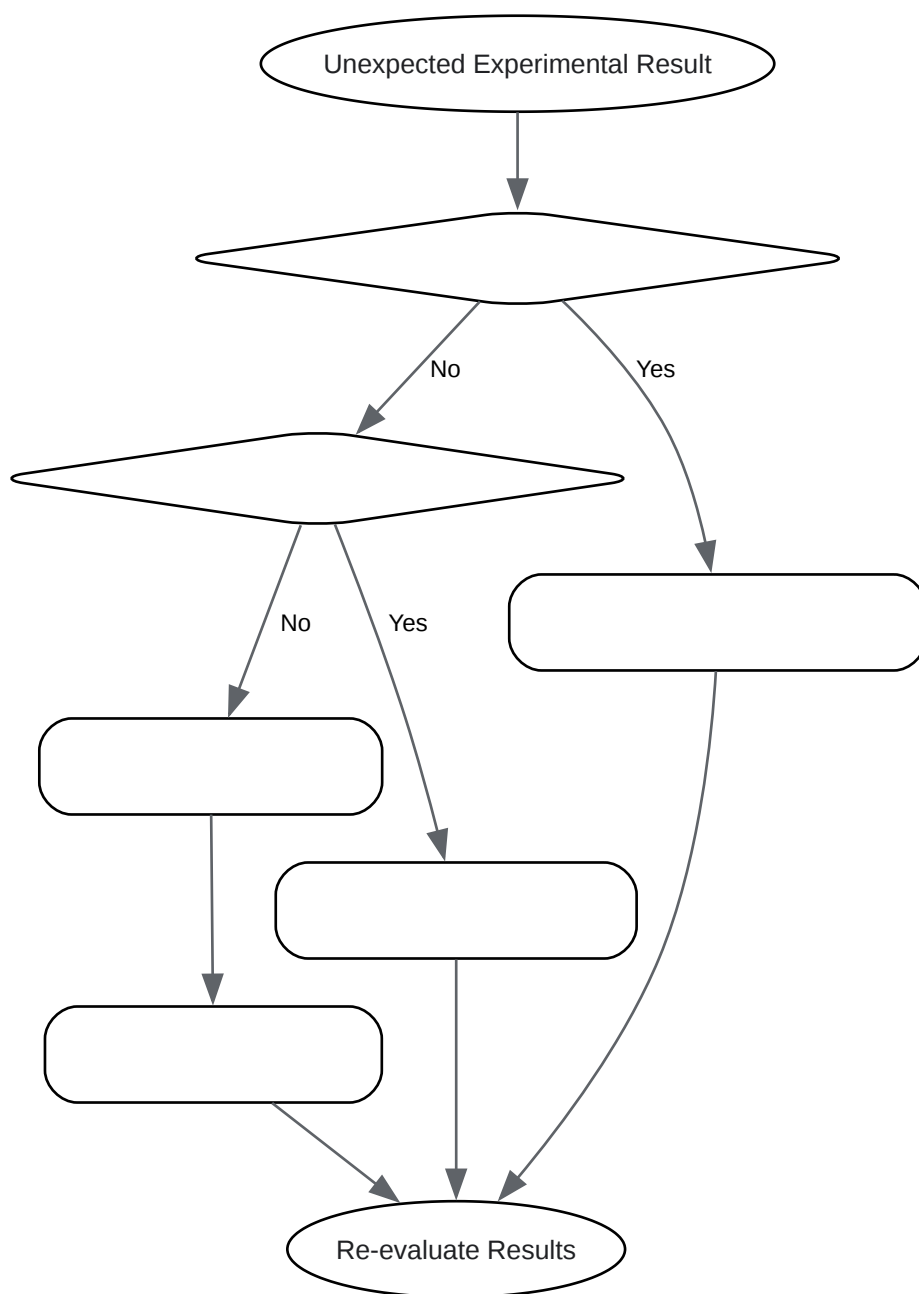 Unexpected Experimental Result
No
Yes
No
Yes
Re-evaluate Results